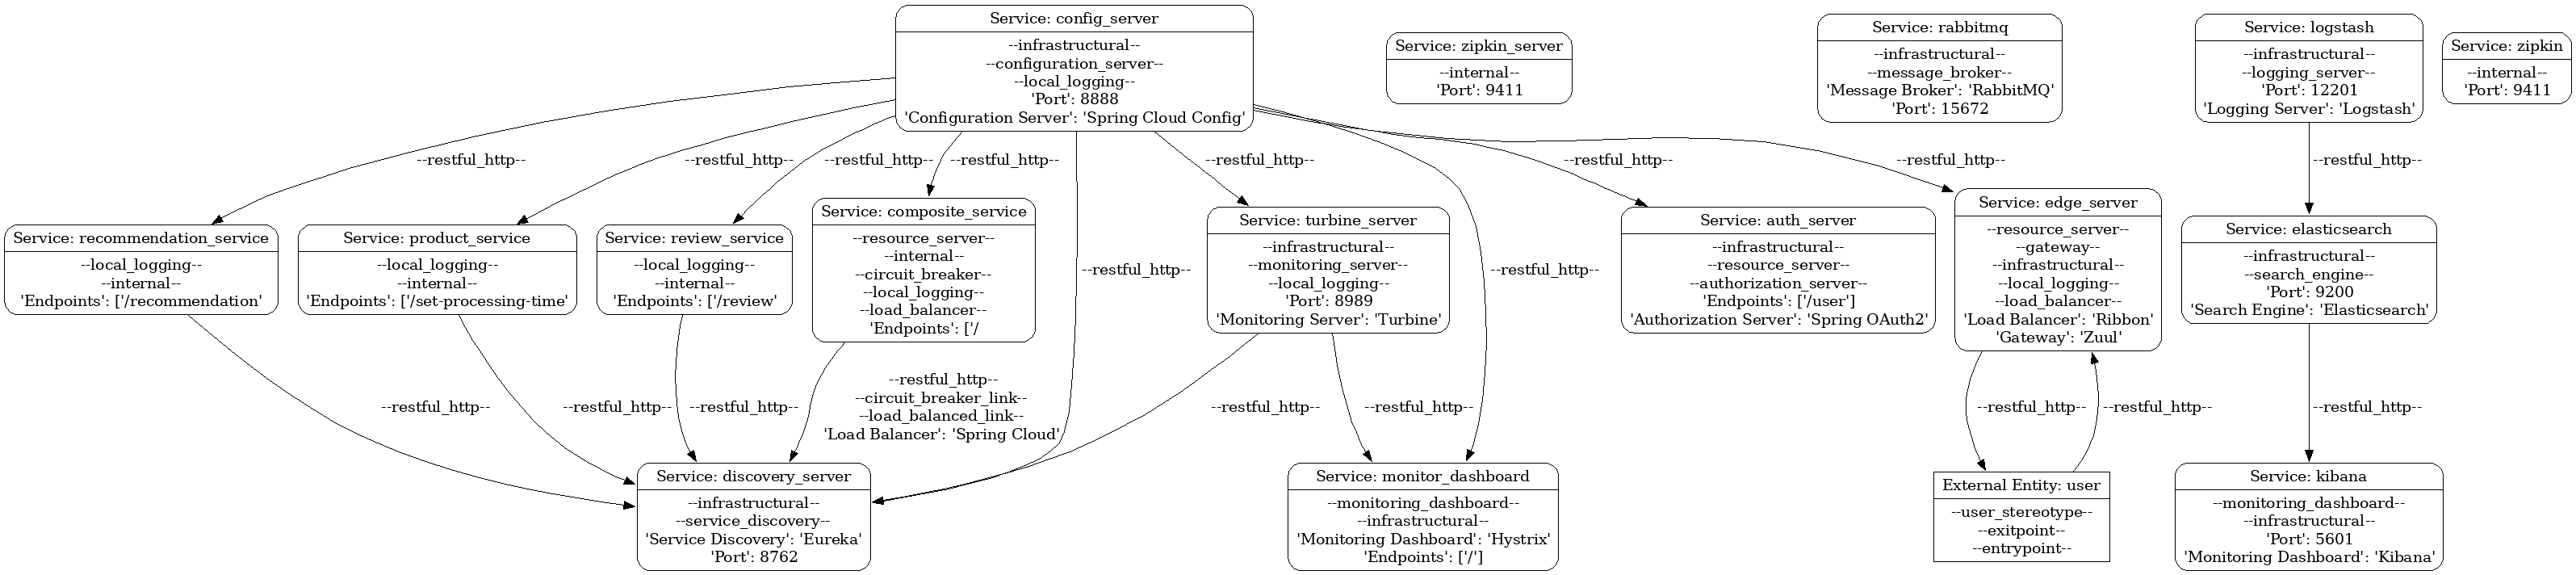 Service: config_server
--infrastructural--
--configuration_server--
--local_logging--
'Port': 8888
'Configuration Server': 'Spring Cloud Config'
Service: zipkin_server
--internal--
'Port': 9411
Service: rabbitmq
--infrastructural--
--message_broker--
'Message Broker': 'RabbitMQ'
'Port': 15672
Service: logstash
--infrastructural--
--logging_server--
'Port': 12201
'Logging Server': 'Logstash'
Service: zipkin
--internal--
'Port': 9411
--restful_http--
--restful_http--
--restful_http--
--restful_http--
--restful_http--
--restful_http--
--restful_http--
--restful_http--
Service: recommendation_service
--local_logging--
--internal--
'Endpoints': ['/recommendation'
Service: product_service
--local_logging--
--internal--
'Endpoints': ['/set-processing-time'
Service: review_service
--local_logging--
--internal--
'Endpoints': ['/review'
Service: composite_service
--resource_server--
--internal--
--circuit_breaker--
--local_logging--
--load_balancer--
'Endpoints': ['/
--restful_http--
Service: turbine_server
--infrastructural--
--monitoring_server--
--local_logging--
'Port': 8989
'Monitoring Server': 'Turbine'
--restful_http--
Service: auth_server
--infrastructural--
--resource_server--
--authorization_server--
'Endpoints': ['/user']
'Authorization Server': 'Spring OAuth2'
Service: edge_server
--resource_server--
--gateway--
--infrastructural--
--local_logging--
--load_balancer--
'Load Balancer': 'Ribbon'
'Gateway': 'Zuul'
Service: elasticsearch
--infrastructural--
--search_engine--
'Port': 9200
'Search Engine': 'Elasticsearch'
--restful_http--
--restful_http--
--restful_http--
--restful_http--
--circuit_breaker_link--
--load_balanced_link--
'Load Balancer': 'Spring Cloud'
--restful_http--
--restful_http--
--restful_http--
--restful_http--
--restful_http--
Service: discovery_server
--infrastructural--
--service_discovery--
'Service Discovery': 'Eureka'
'Port': 8762
Service: monitor_dashboard
--monitoring_dashboard--
--infrastructural--
'Monitoring Dashboard': 'Hystrix'
'Endpoints': ['/']
External Entity: user
--user_stereotype--
--exitpoint--
--entrypoint--
Service: kibana
--monitoring_dashboard--
--infrastructural--
'Port': 5601
'Monitoring Dashboard': 'Kibana'